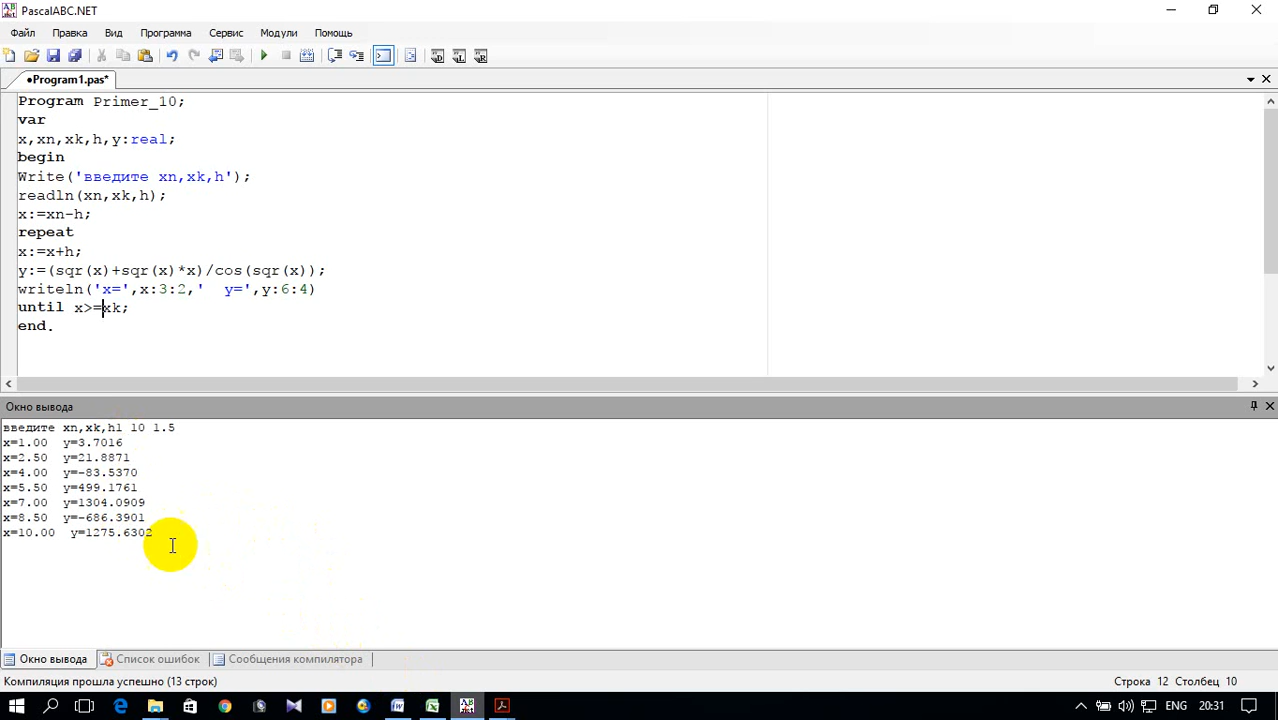 PascalABC.NET
Файл Правка Вид Программа Сервис Модули Помощь
•Program1.pas*
Program Primer_10;
var
x,xn,xk,h,y:real;
begin
Write('введите xn,xk,h');
readln(xn,xk,h);
x:=xn-h;
repeat
x:=x+h;
y:=(sqr(x)+sqr(x)*x)/cos(sqr(x));
writeln('x=',x:3:2,'  y=',y:6:4)
until x>=xk;
end.
Окно вывода
введите xn,xk,h1 10 1.5
x=1.00  y=3.7016
x=2.50  y=21.8871
x=4.00  y=-83.5370
x=5.50  y=499.1761
x=7.00  y=1304.0909
x=8.50  y=-686.3901
x=10.00  y=1275.6302
Окно вывода Список ошибок Сообщения компилятора
Компиляция прошла успешно (13 строк) Строка 12 Столбец 10
ENG 20:31